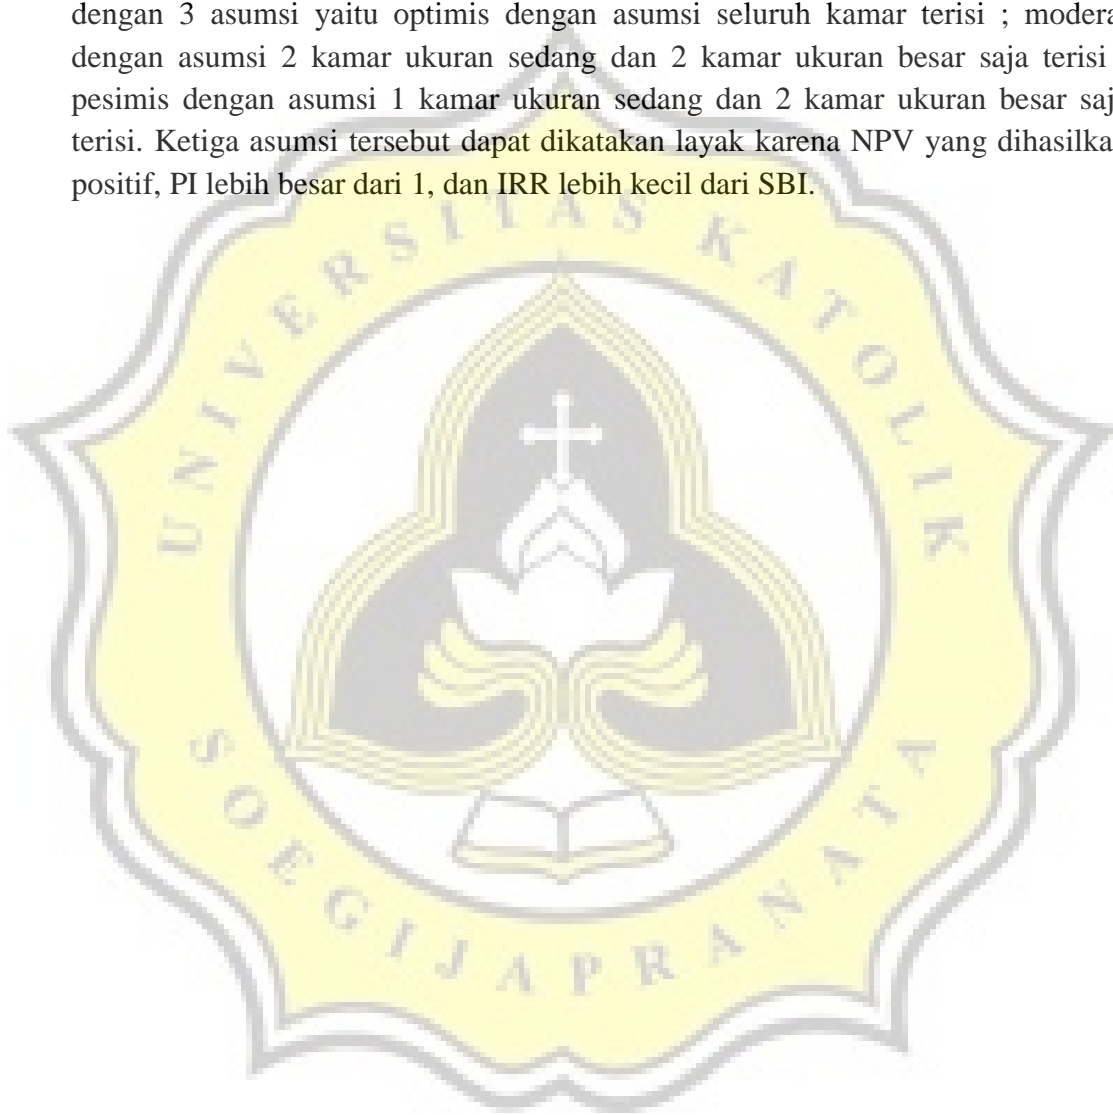 dengan 3 asumsi yaitu optimis dengan asumsi seluruh kamar terisi ; modera
dengan asumsi 2 kamar ukuran sedang dan 2 kamar ukuran besar saja terisi
pesimis dengan asumsi 1 kamar ukuran sedang dan 2 kamar ukuran besar saj
terisi. Ketiga asumsi tersebut dapat dikatakan layak karena NPV yang dihasilka
positif, PI lebih besar dari 1, dan IRR lebih kecil dari SBI.
UNIVERSITAS KATOLIK
SOEGIJAPRANATA